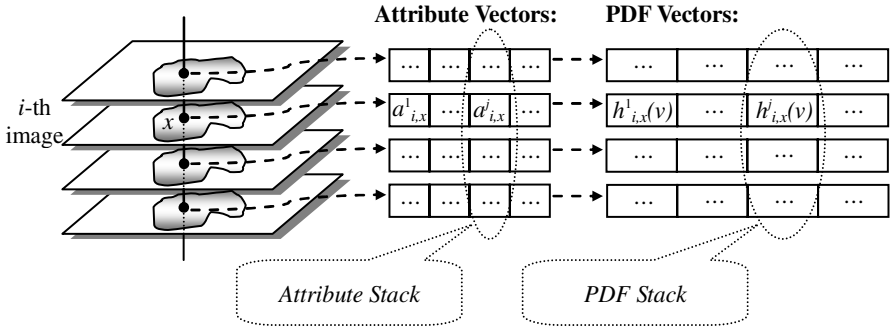 Attribute Vectors: PDF Vectors:
... ... ... ... ... ... ... ...
i-th image x a¹i,x ... aʲi,x ... h¹i,x(v) ... hʲi,x(v) ...
... ... ... ... ... ... ... ...
... ... ... ... ... ... ... ...
Attribute Stack PDF Stack